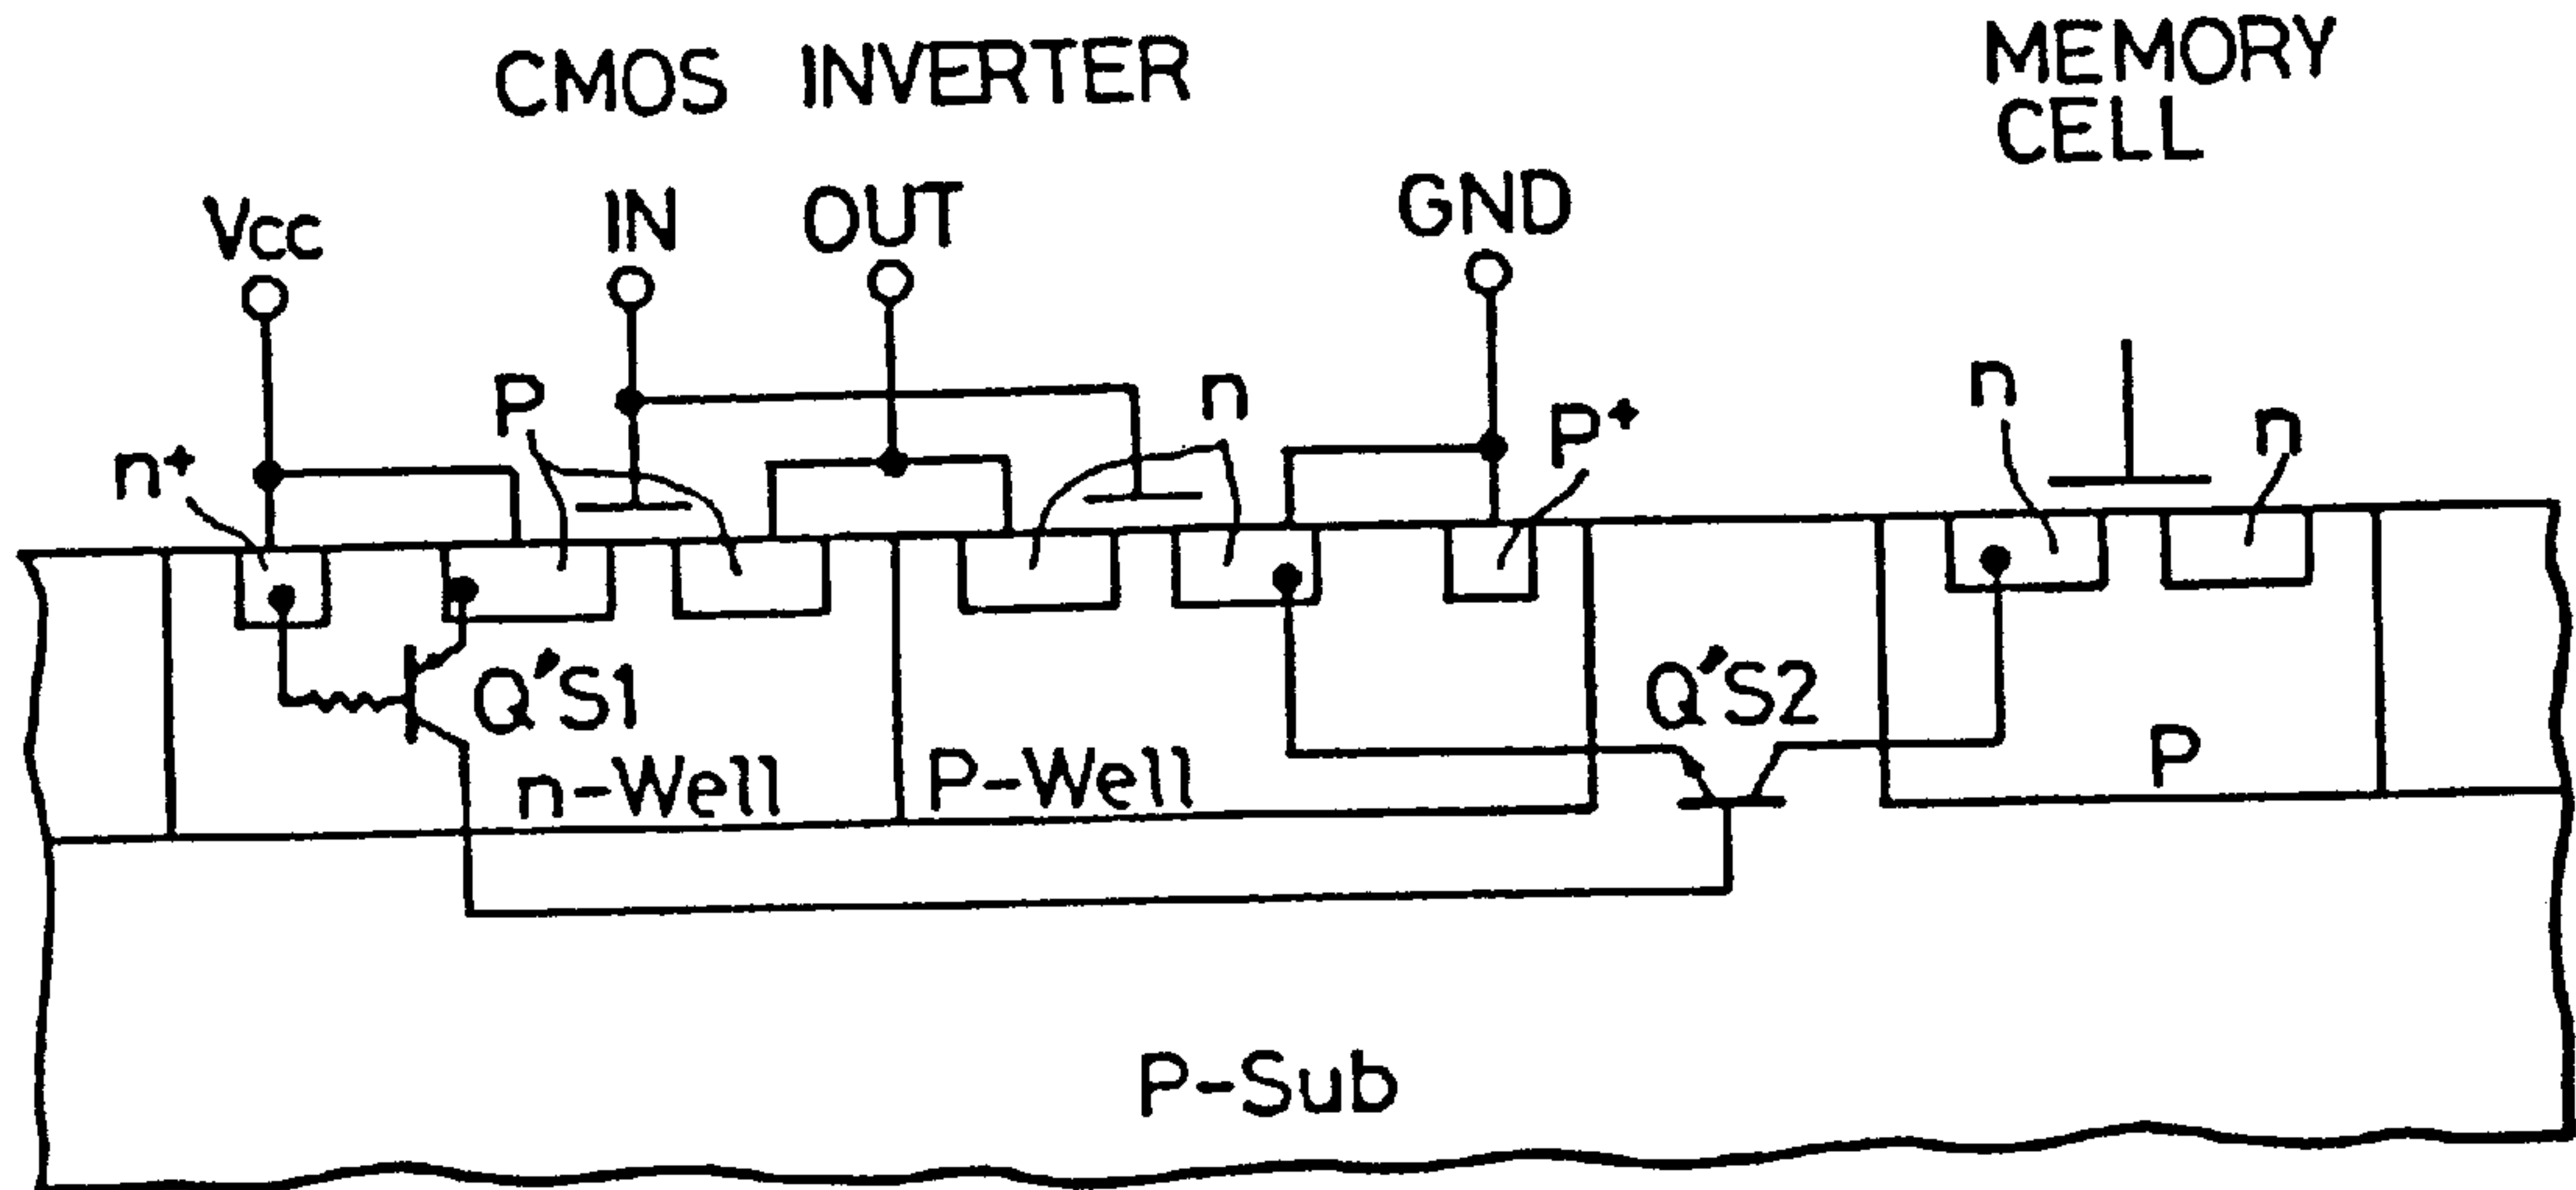 CMOS INVERTER
MEMORY
CELL
Vcc
IN
OUT
GND
n+
P
n
P+
n
n
Q'S1
Q'S2
n-Well
P-Well
P
P-Sub